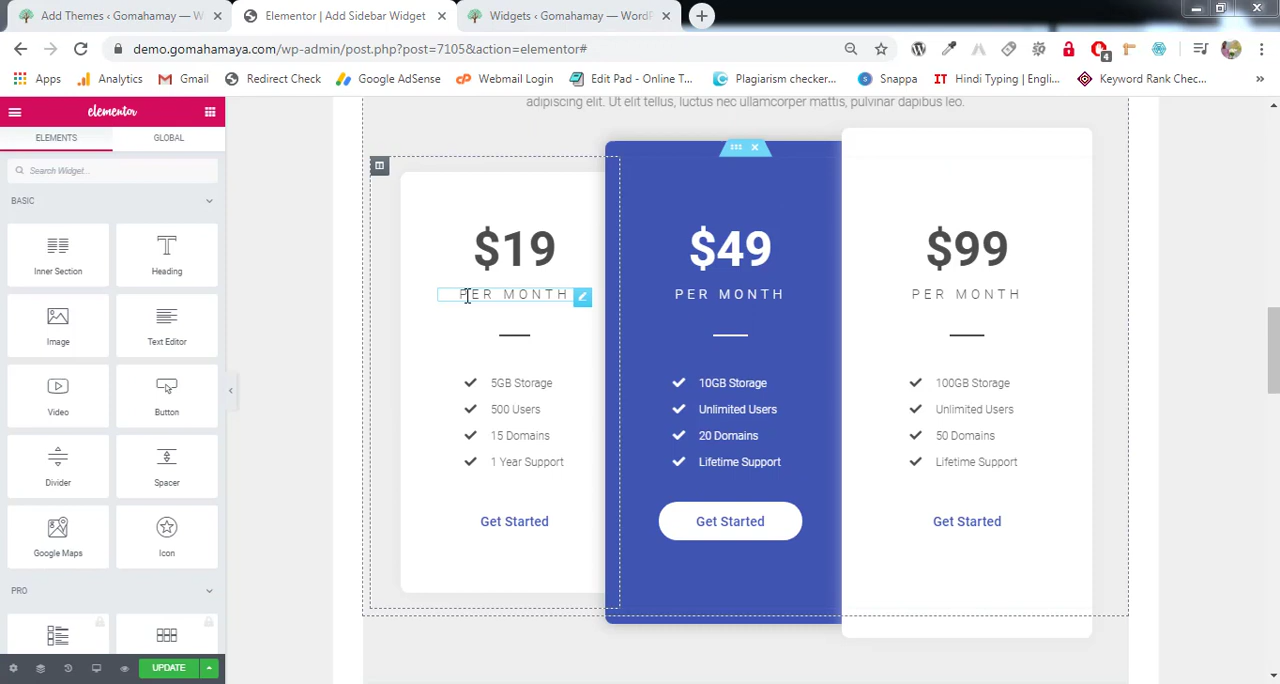 Add Themes ‹ Gomahamay — W
Elementor | Add Sidebar Widget
Widgets ‹ Gomahamay — WordPr
demo.gomahamaya.com/wp-admin/post.php?post=7105&action=elementor#
4
Apps Analytics Gmail Redirect Check Google AdSense Webmail Login Edit Pad - Online T... Plagiarism checker... Snappa Hindi Typing | Engli... Keyword Rank Chec... »
elementor
ELEMENTS GLOBAL
Search Widget...
BASIC
Inner Section Heading
Image Text Editor
Video Button
Divider Spacer
Google Maps Icon
PRO
UPDATE
adipiscing elit. Ut elit tellus, luctus nec ullamcorper mattis, pulvinar dapibus leo.
$19
PER MONTH
5GB Storage
500 Users
15 Domains
1 Year Support
Get Started
$49
PER MONTH
10GB Storage
Unlimited Users
20 Domains
Lifetime Support
Get Started
$99
PER MONTH
100GB Storage
Unlimited Users
50 Domains
Lifetime Support
Get Started